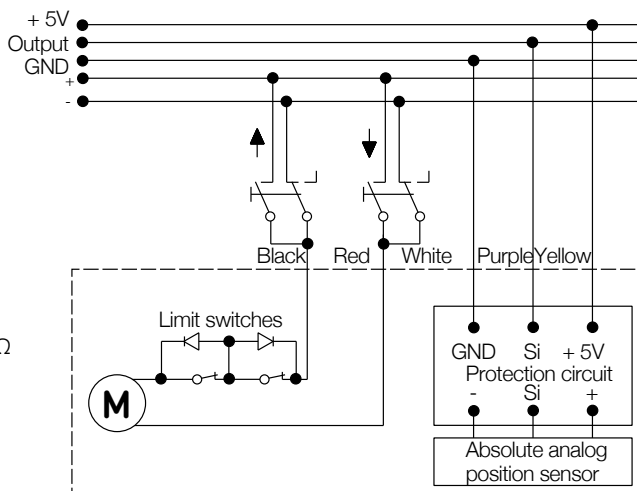 + 5V
Output
GND
+
-
Black Red White Purple Yellow
Limit switches
Ω
GND Si + 5V
Protection circuit
- Si +
M
Absolute analog
position sensor